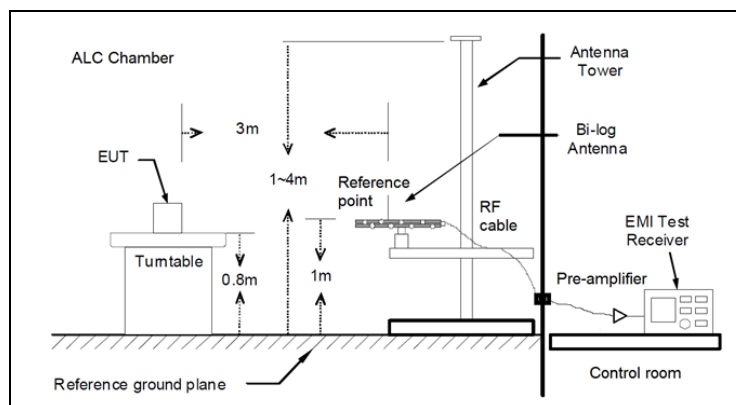 ALC Chamber
Antenna
Tower
3m
Bi-log
Antenna
EUT
1~4m
Reference
point
RF
cable
EMI Test
Receiver
Turntable
0.8m
1m
Pre-amplifier
Reference ground plane
Control room